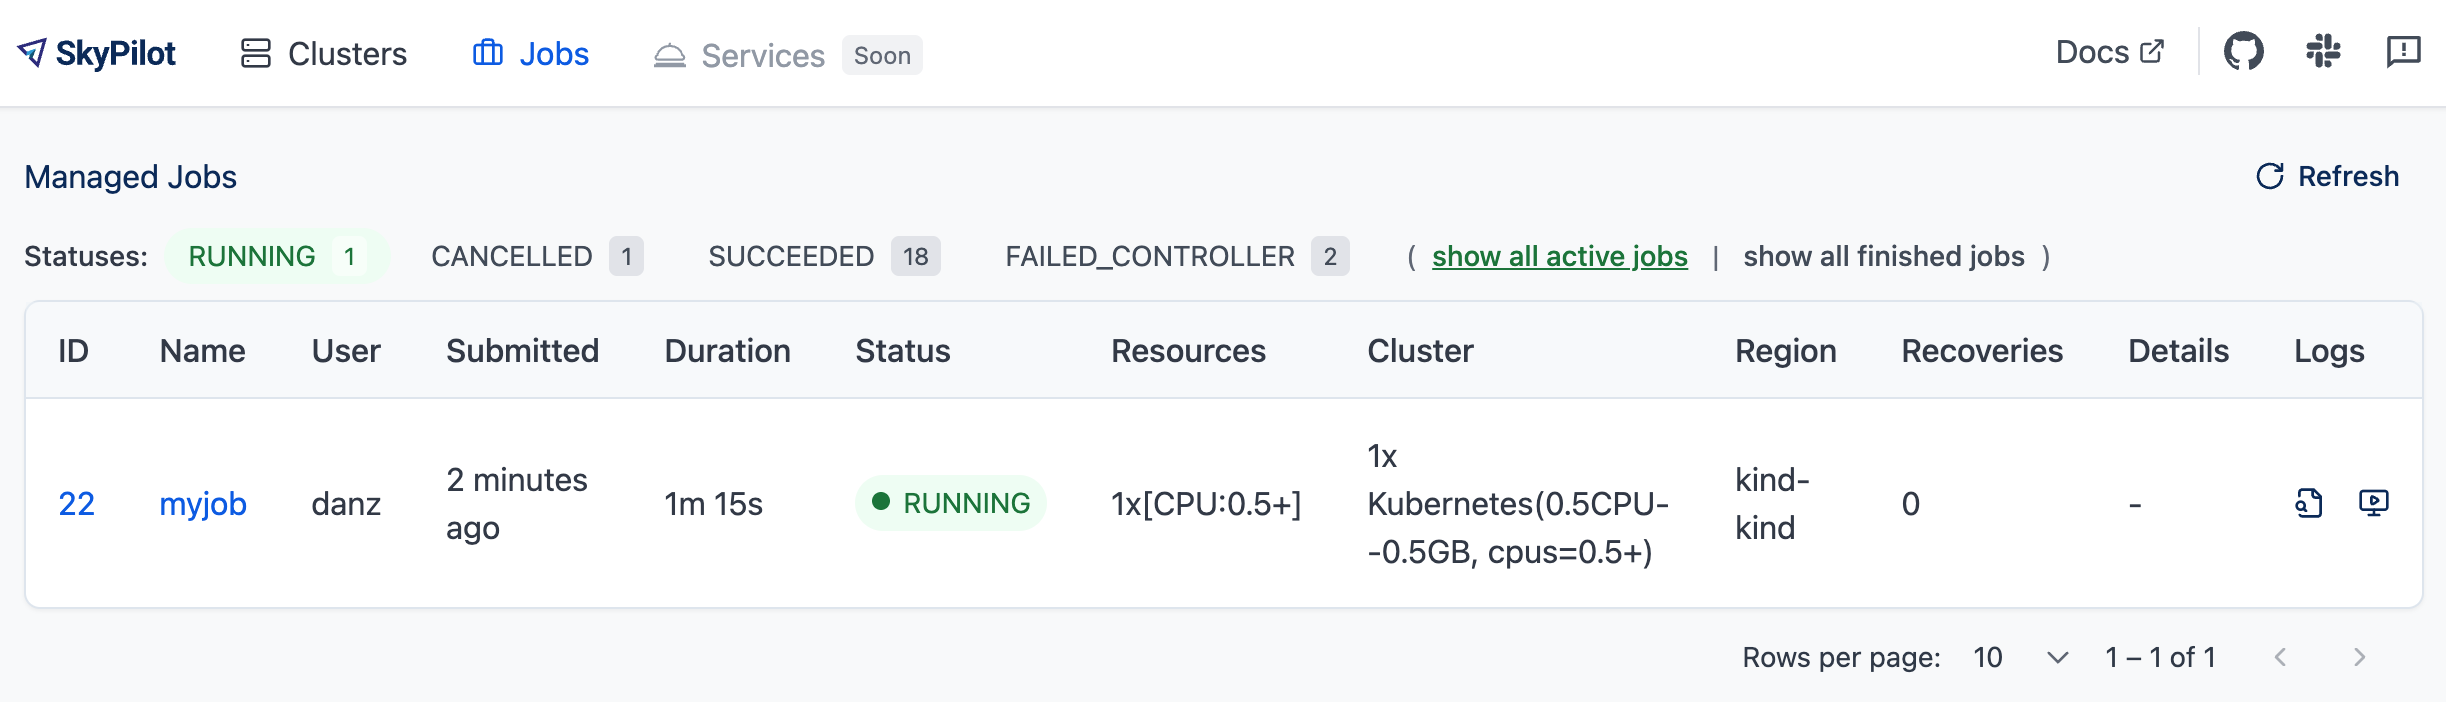 SkyPilot Clusters Jobs Services Soon Docs
Managed Jobs Refresh
Statuses: RUNNING 1 CANCELLED 1 SUCCEEDED 18 FAILED_CONTROLLER 2 ( show all active jobs | show all finished jobs )
ID Name User Submitted Duration Status Resources Cluster Region Recoveries Details Logs
22 myjob danz 2 minutes
ago 1m 15s RUNNING 1x[CPU:0.5+] 1x
Kubernetes(0.5CPU-
-0.5GB, cpus=0.5+) kind-
kind 0 -
Rows per page: 10 1 – 1 of 1